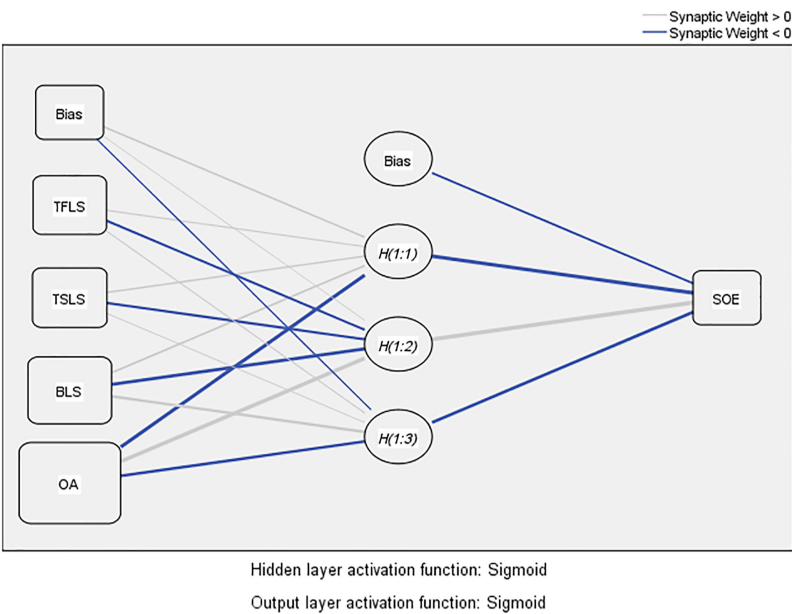 Synaptic Weight > 0
Synaptic Weight < 0
Bias
TFLS
TSLS
BLS
OA
Bias
H(1:1)
H(1:2)
H(1:3)
SOE
Hidden layer activation function: Sigmoid
Output layer activation function: Sigmoid